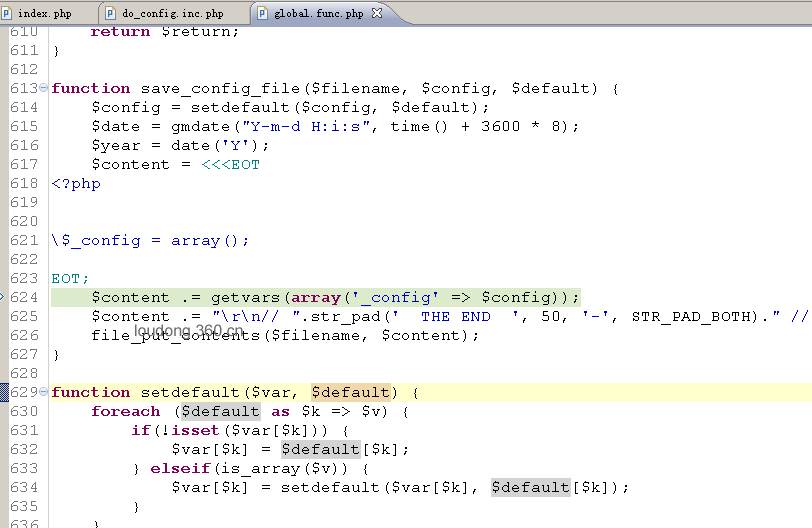 index.php do_config.inc.php global.func.php
610 return $return;
611 }
612
613 function save_config_file($filename, $config, $default) {
614 $config = setdefault($config, $default);
615 $date = gmdate("Y-m-d H:i:s", time() + 3600 * 8);
616 $year = date('Y');
617 $content = <<<EOT
618 <?php
619
620
621 \$_config = array();
622
623 EOT;
624 $content .= getvars(array('_config' => $config));
625 $content .= "\r\n// ".str_pad(' THE END ', 50, '-', STR_PAD_BOTH)." //
loudong.360.cn
626 file_put_contents($filename, $content);
627 }
628
629 function setdefault($var, $default) {
630 foreach ($default as $k => $v) {
631 if(!isset($var[$k])) {
632 $var[$k] = $default[$k];
633 } elseif(is_array($v)) {
634 $var[$k] = setdefault($var[$k], $default[$k]);
635 }
636 }